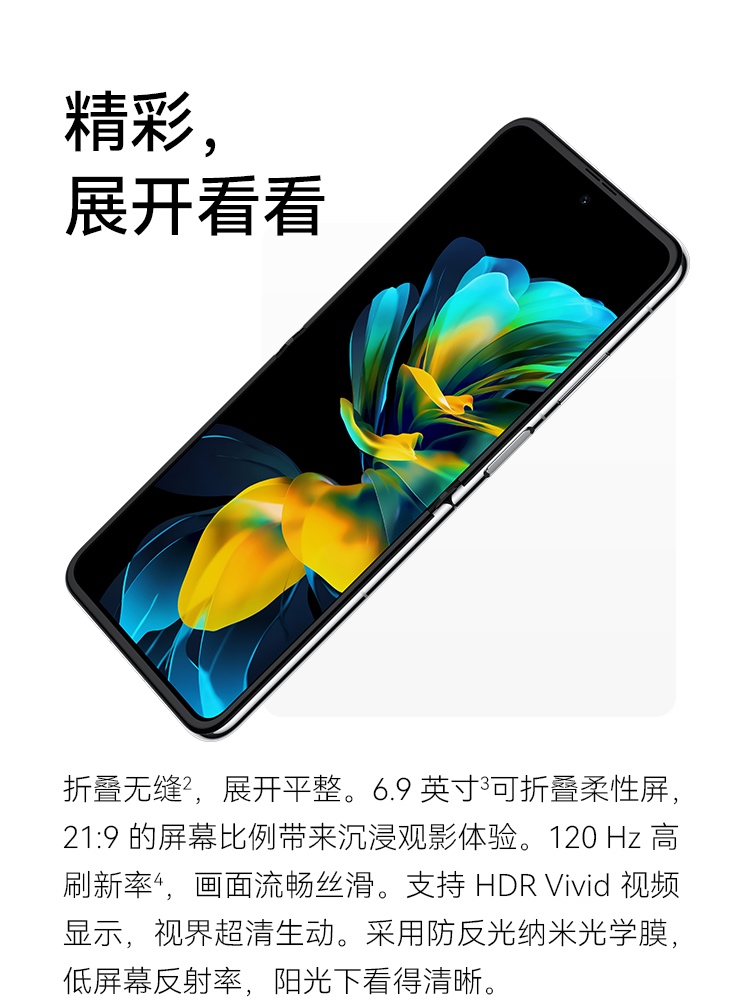 精彩，
展开看看
折叠无缝²，展开平整。6.9 英寸³可折叠柔性屏，
21:9 的屏幕比例带来沉浸观影体验。120 Hz 高
刷新率⁴，画面流畅丝滑。支持 HDR Vivid 视频
显示，视界超清生动。采用防反光纳米光学膜，
低屏幕反射率，阳光下看得清晰。